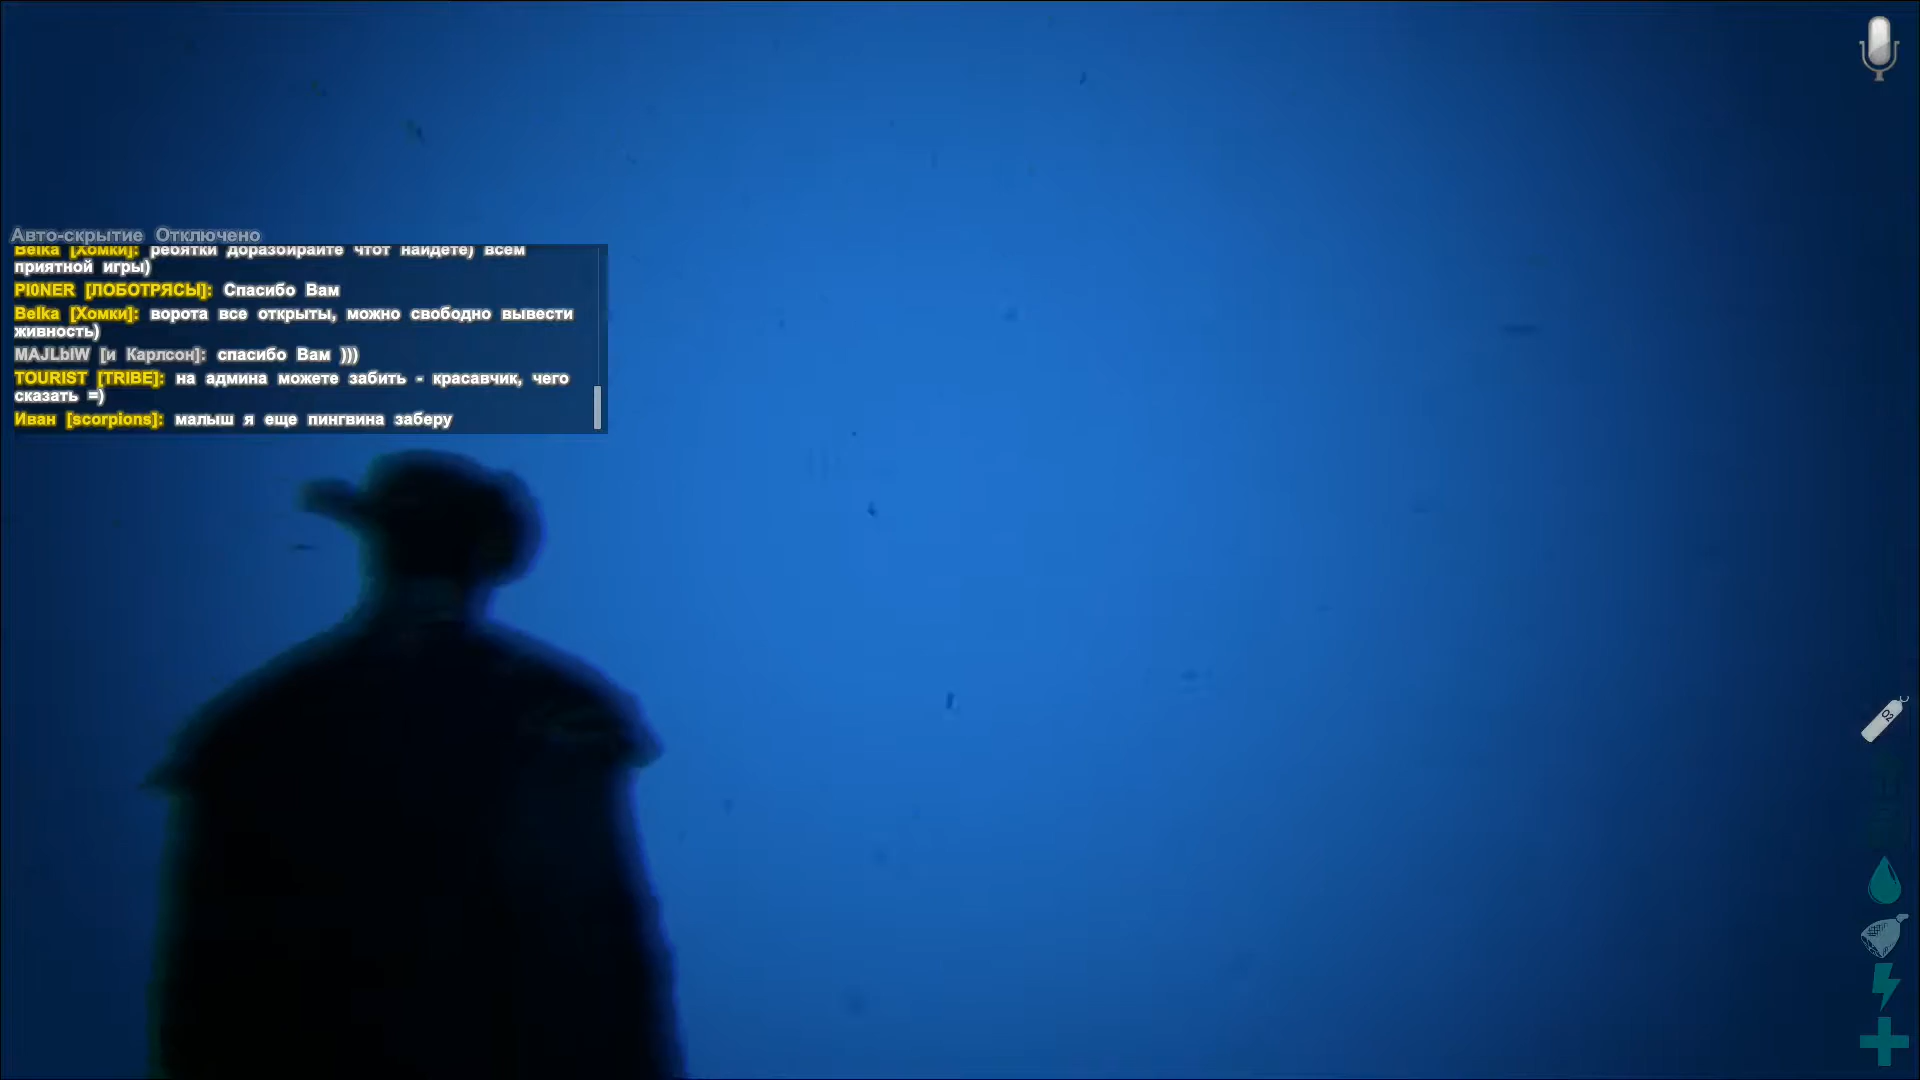 Авто-скрытие Отключено
Belka [Хомки]: ребятки доразбирайте чтот найдете) всем
приятной игры)
PI0NER [ЛОБОТРЯСЫ]: Спасибо Вам
Belka [Хомки]: ворота все открыты, можно свободно вывести
живность)
MAJLbIW [и Карлсон]: спасибо Вам )))
TOURIST [TRIBE]: на админа можете забить - красавчик, чего
сказать =)
Иван [scorpions]: малыш я еще пингвина заберу
O2